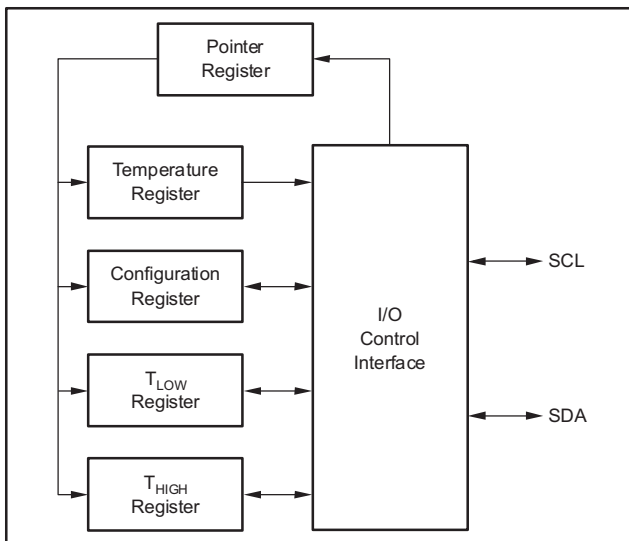 Pointer
Register
Temperature
Register
Configuration
Register
I/O
Control
Interface
SCL
SDA
T_LOW
Register
T_HIGH
Register